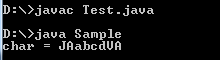 D:\>javac Test.java
D:\>java Sample
char = JAabcdVA